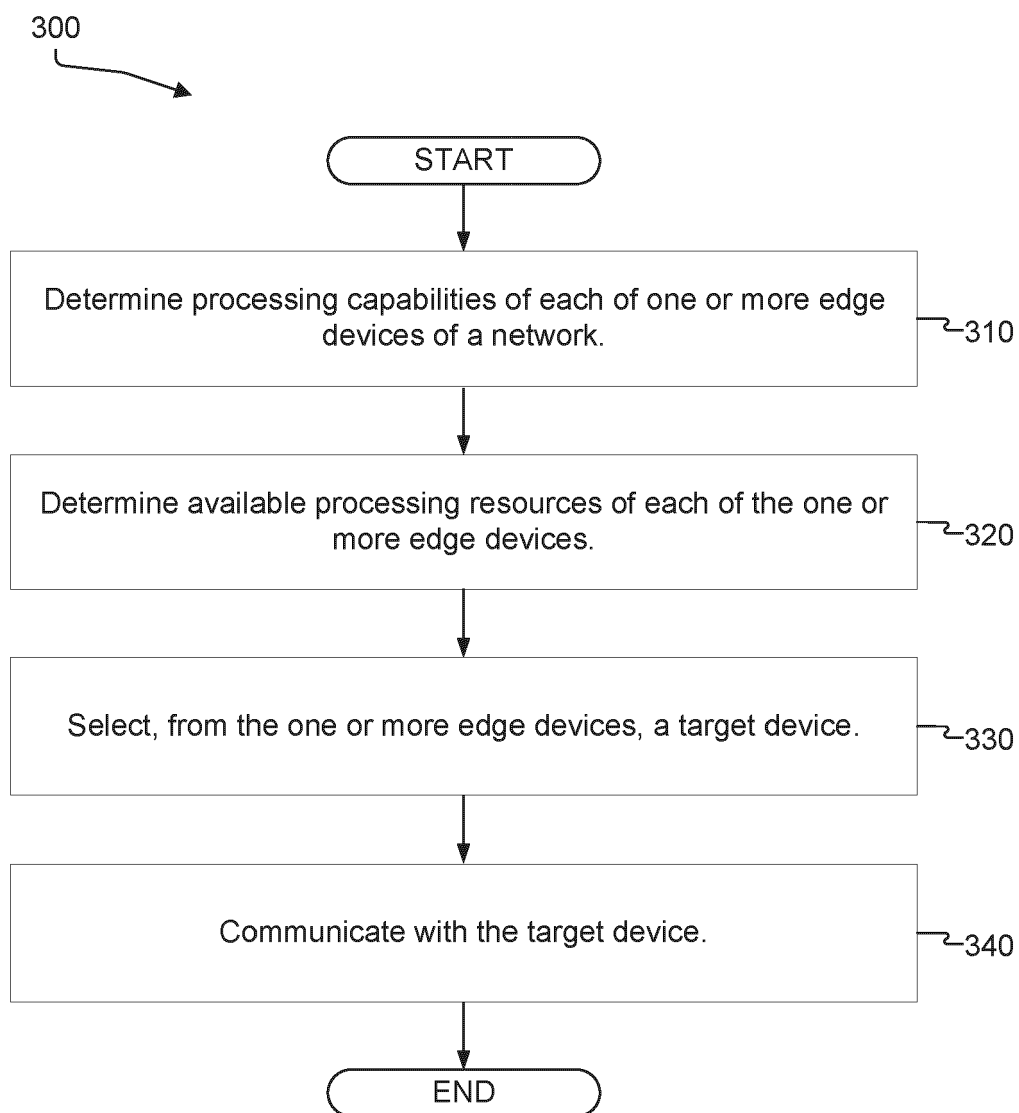 300
START
Determine processing capabilities of each of one or more edge
devices of a network.
310
Determine available processing resources of each of the one or
more edge devices.
320
Select, from the one or more edge devices, a target device.
330
Communicate with the target device.
340
END